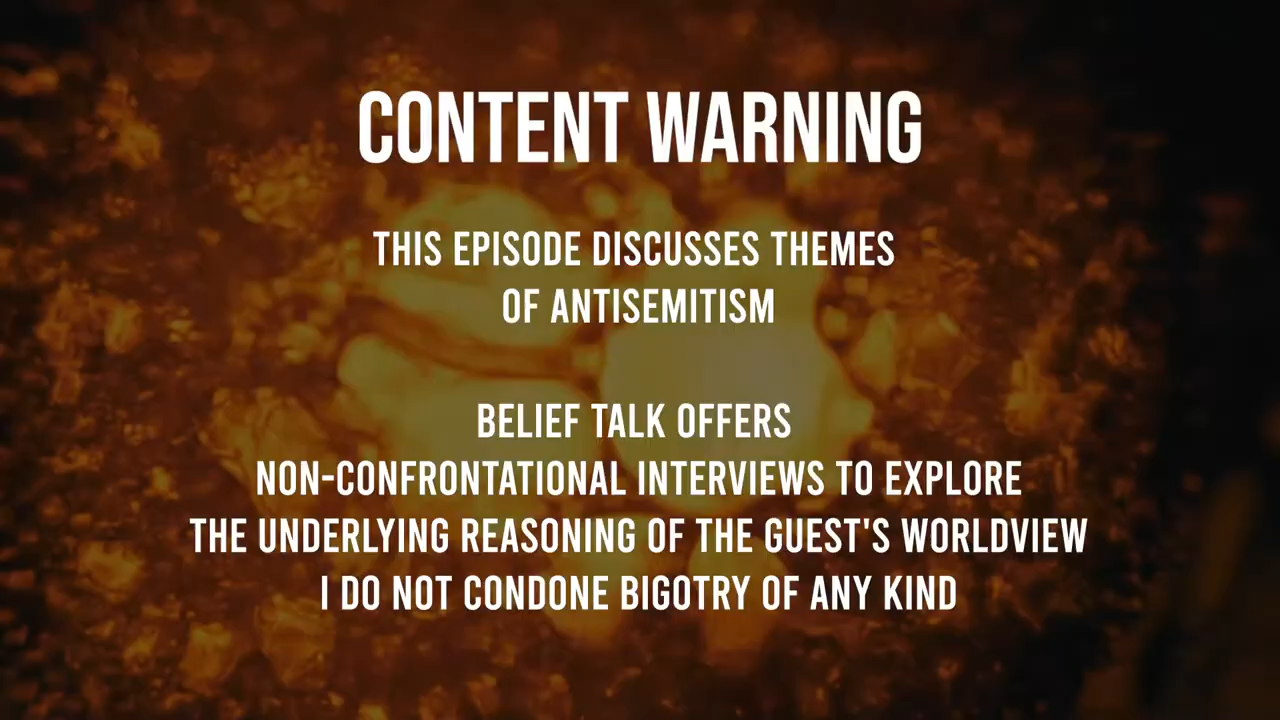 CONTENT WARNING
THIS EPISODE DISCUSSES THEMES
OF ANTISEMITISM
BELIEF TALK OFFERS
NON-CONFRONTATIONAL INTERVIEWS TO EXPLORE
THE UNDERLYING REASONING OF THE GUEST'S WORLDVIEW
I DO NOT CONDONE BIGOTRY OF ANY KIND